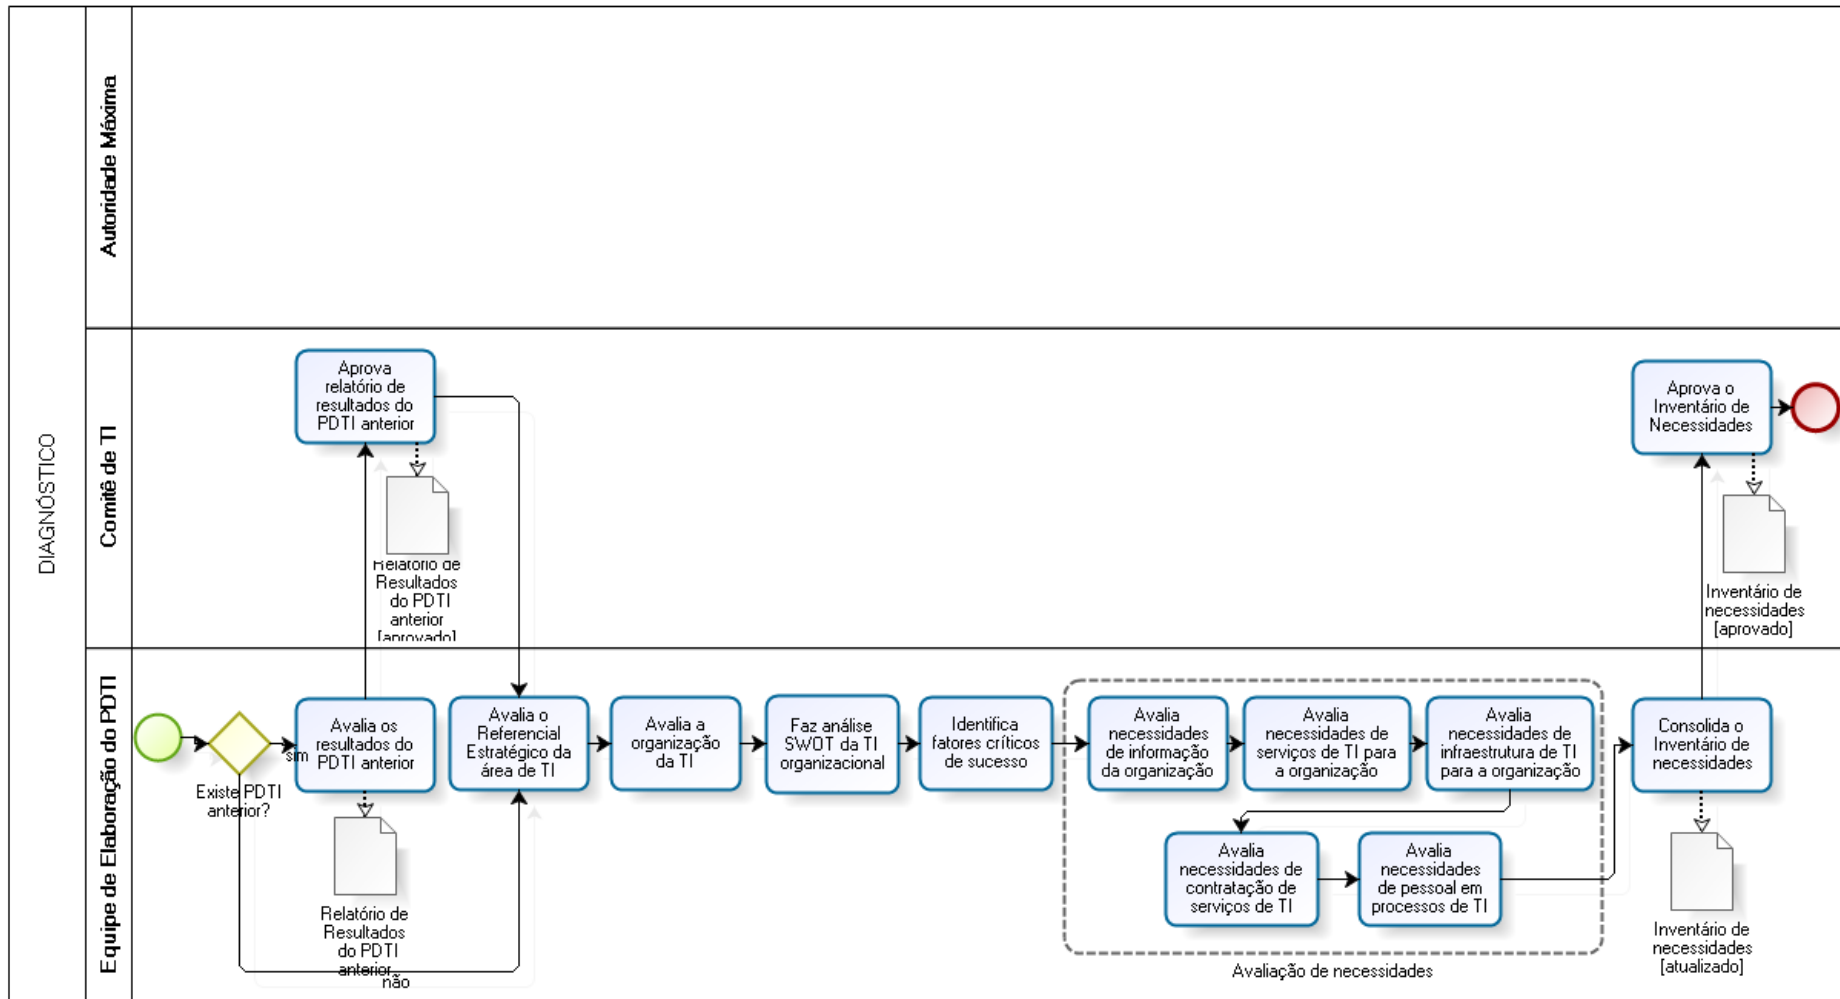 DIAGNÓSTICO
Autoridade Máxima
Comitê de TI
Aprova
relatório de
resultados do
PDTI anterior
Relatório de
Resultados
do PDTI
anterior
[aprovado]
Aprova o
Inventário de
Necessidades
Inventário de
necessidades
[aprovado]
Equipe de Elaboração do PDTI
Existe PDTI
anterior?
sim
não
Avalia os
resultados do
PDTI anterior
Relatório de
Resultados
do PDTI
anterior
Avalia o
Referencial
Estratégico da
área de TI
Avalia a
organização
da TI
Faz análise
SWOT da TI
organizacional
Identifica
fatores críticos
de sucesso
Avalia
necessidades
de informação
da organização
Avalia
necessidades de
serviços de TI para
a organização
Avalia
necessidades de
infraestrutura de TI
para a organização
Avalia
necessidades de
contratação de
serviços de TI
Avalia
necessidades
de pessoal em
processos de TI
Avaliação de necessidades
Consolida o
Inventário de
necessidades
Inventário de
necessidades
[atualizado]